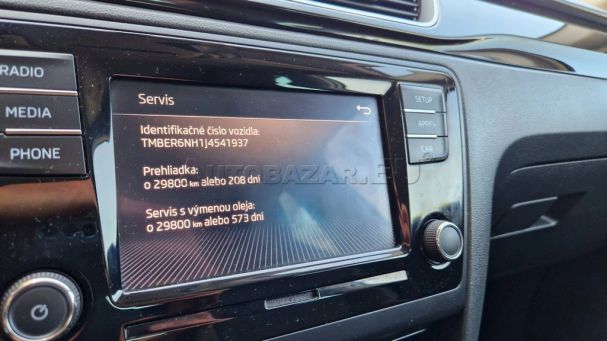 RADIO
MEDIA
PHONE
Servis
Identifikačné číslo vozidla:
TMBER6NH1J4541937
Prehliadka:
o 29800 km alebo 208 dní
Servis s výmenou oleja:
o 29800 km alebo 573 dní
SETUP
APPS
CAR
AUTOBAZAR.EU